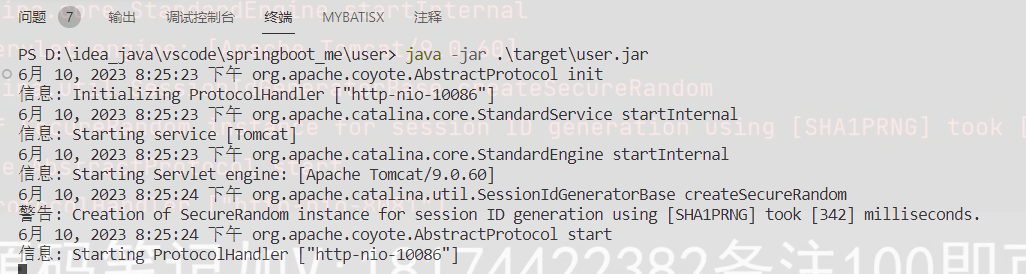 问题 7 输出 调试控制台 终端 MYBATISX 注释
PS D:\idea_java\vscode\springboot_me\user> java -jar .\target\user.jar
6月 10, 2023 8:25:23 下午 org.apache.coyote.AbstractProtocol init
信息: Initializing ProtocolHandler ["http-nio-10086"]
6月 10, 2023 8:25:23 下午 org.apache.catalina.core.StandardService startInternal
信息: Starting service [Tomcat]
6月 10, 2023 8:25:23 下午 org.apache.catalina.core.StandardEngine startInternal
信息: Starting Servlet engine: [Apache Tomcat/9.0.60]
6月 10, 2023 8:25:24 下午 org.apache.catalina.util.SessionIdGeneratorBase createSecureRandom
警告: Creation of SecureRandom instance for session ID generation using [SHA1PRNG] took [342] milliseconds.
6月 10, 2023 8:25:24 下午 org.apache.coyote.AbstractProtocol start
信息: Starting ProtocolHandler ["http-nio-10086"]